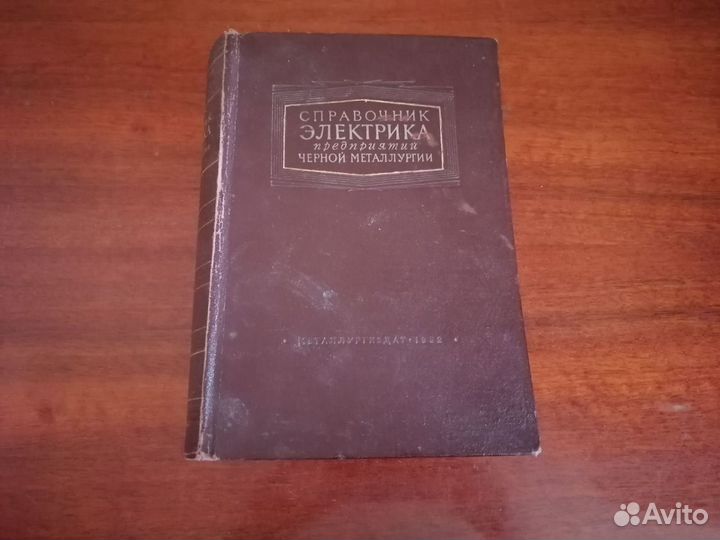 СПРАВОЧНИК
ЭЛЕКТРИКА
предприятий
ЧЕРНОЙ МЕТАЛЛУРГИИ
МЕТАЛЛУРГИЗДАТ •
Avito